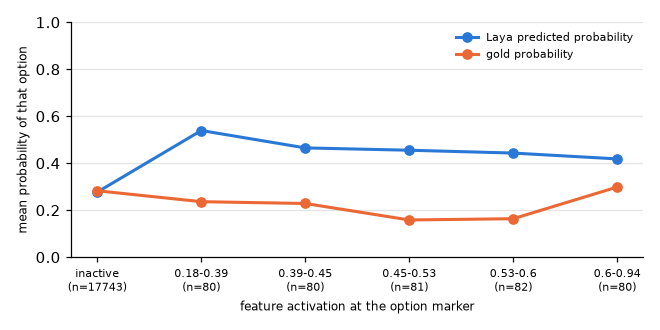 1.0
0.8
0.6
0.4
0.2
0.0
mean probability of that option
Laya predicted probability
gold probability
inactive
(n=17743)
0.18-0.39
(n=80)
0.39-0.45
(n=80)
0.45-0.53
(n=81)
0.53-0.6
(n=82)
0.6-0.94
(n=80)
feature activation at the option marker